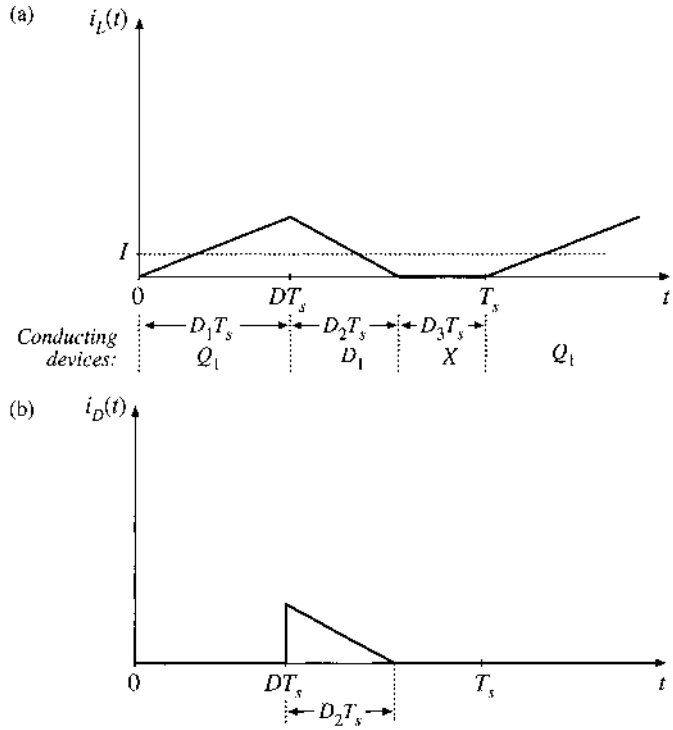 (a)
i_L(t)
I
0 DT_s T_s t
D_1T_s D_2T_s D_3T_s
Conducting
devices:
Q_1 D_1 X Q_1
(b)
i_D(t)
0 DT_s T_s t
D_2T_s